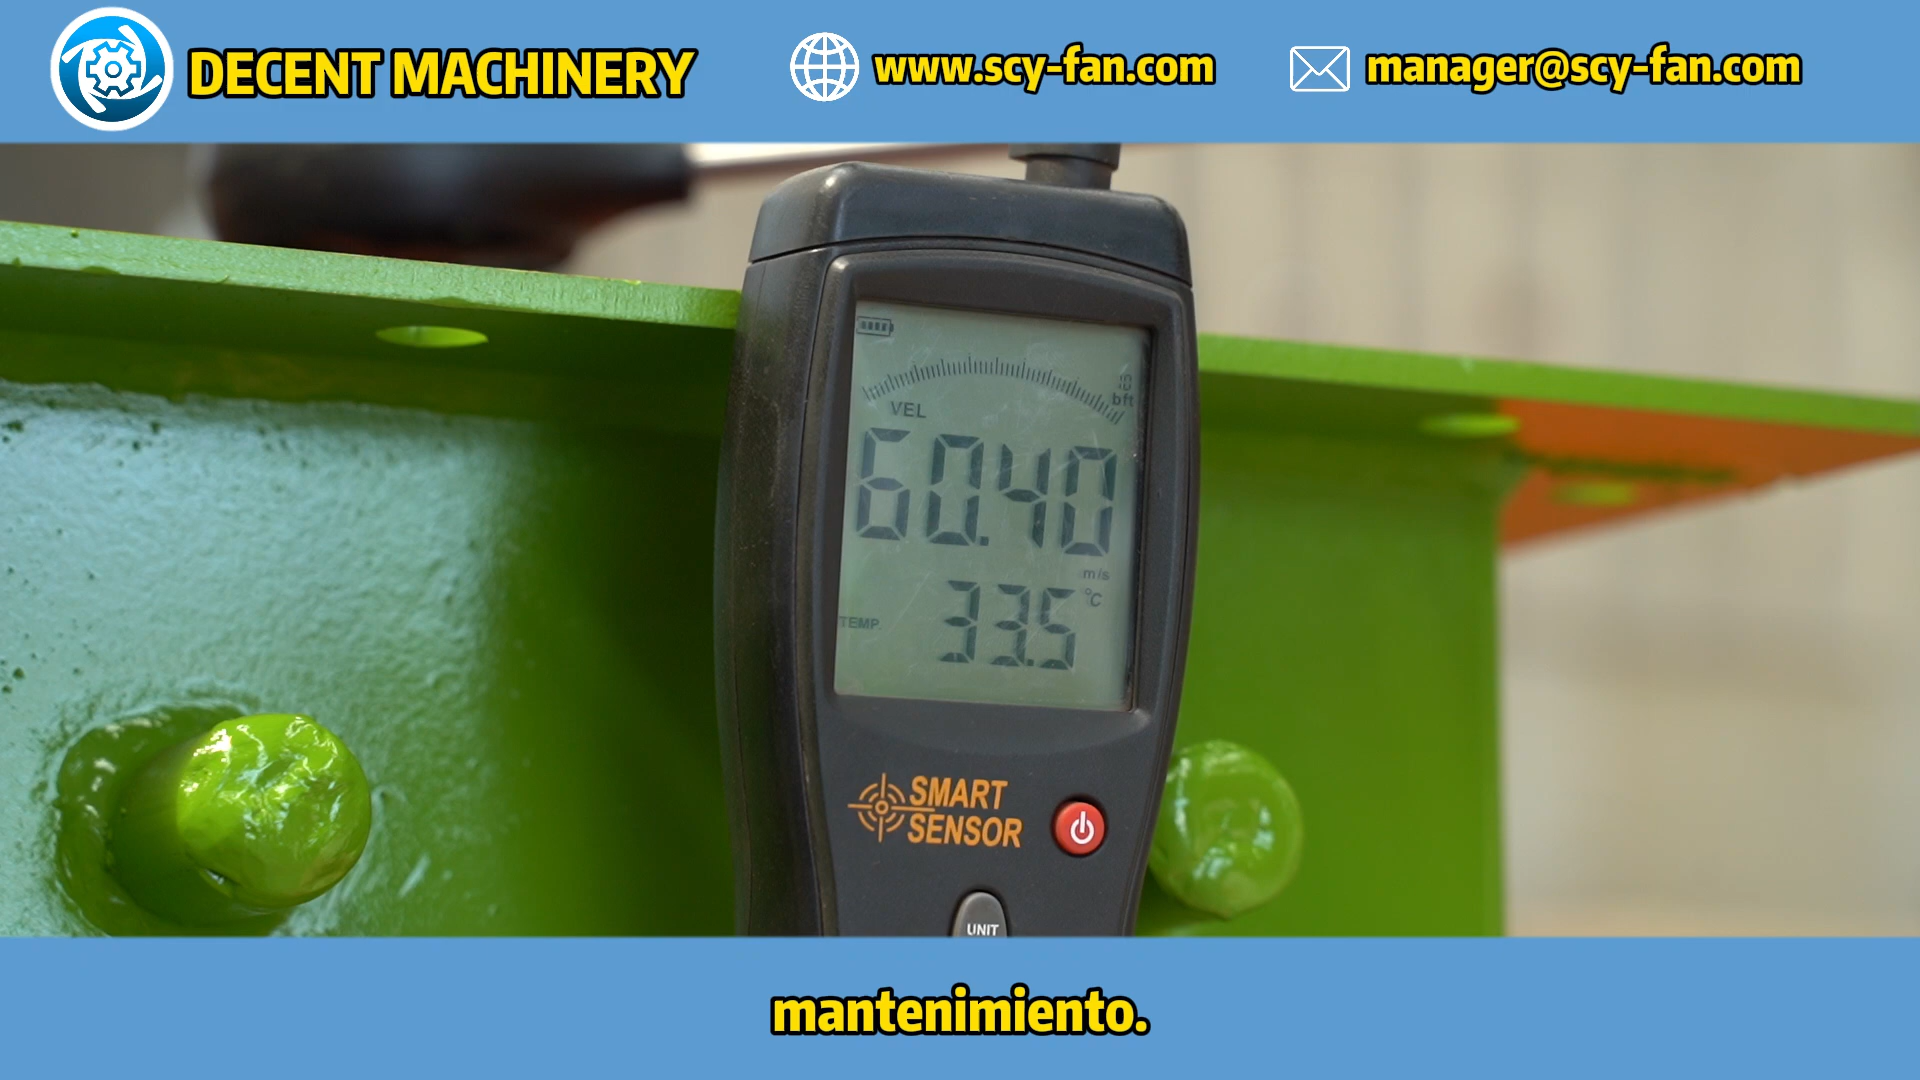 DECENT MACHINERY
www.scy-fan.com
manager@scy-fan.com
bft
VEL
60.40
m/s
TEMP
33.5
°C
SMART
SENSOR
UNIT
mantenimiento.